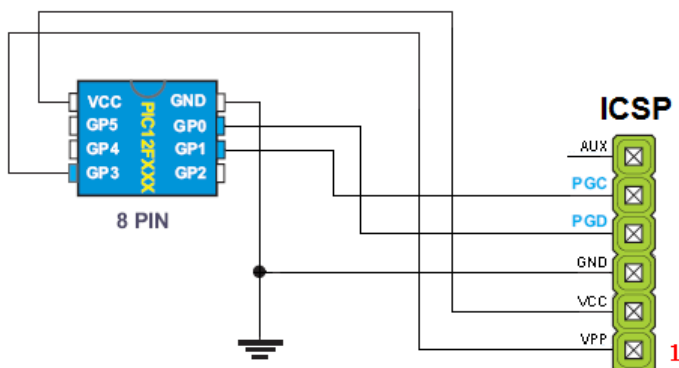 VCC GND
GP5 GP0
GP4 GP1
GP3 GP2
PIC12FXXX
8 PIN
ICSP
AUX
PGC
PGD
GND
VCC
VPP 1